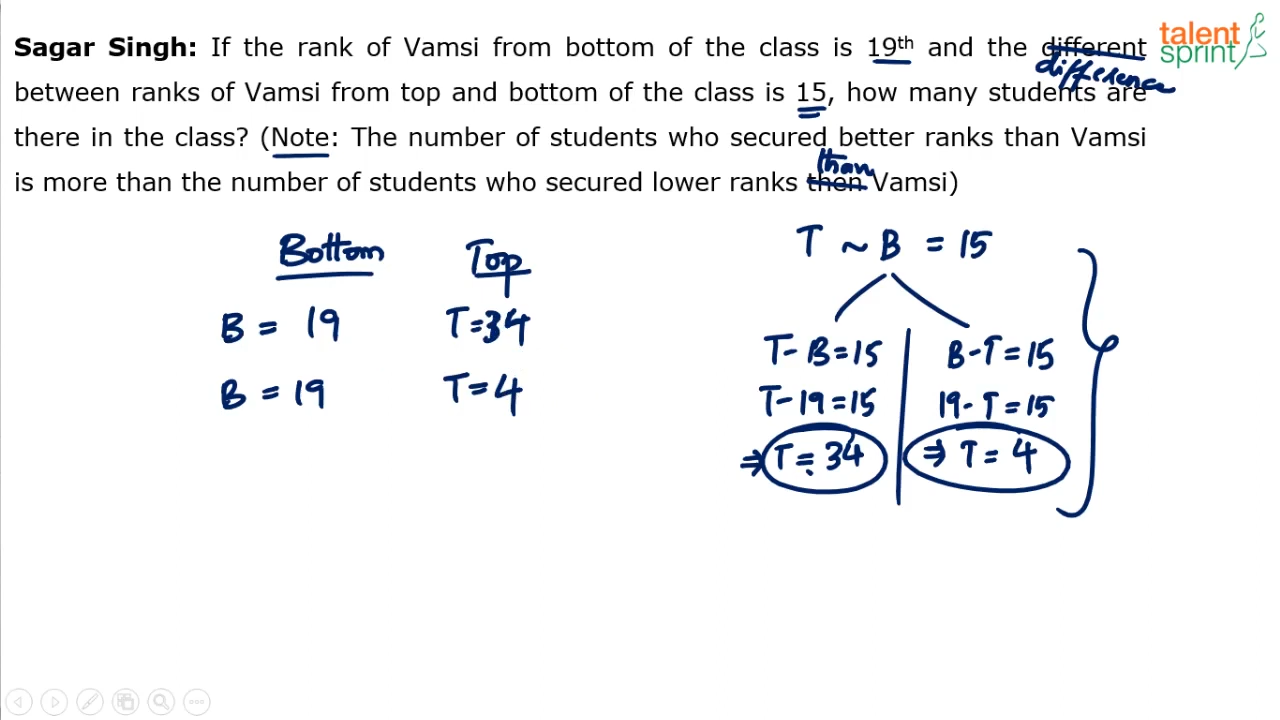 talent
sprint
Sagar Singh: If the rank of Vamsi from bottom of the class is 19th and the different
difference
between ranks of Vamsi from top and bottom of the class is 15, how many students are
there in the class? (Note: The number of students who secured better ranks than Vamsi
than
is more than the number of students who secured lower ranks then Vamsi)
Bottom Top
B = 19 T=34
B = 19 T=4
T ~ B = 15
T-B=15 B-T=15
T-19=15 19-T=15
⇒ T=34 ⇒ T=4